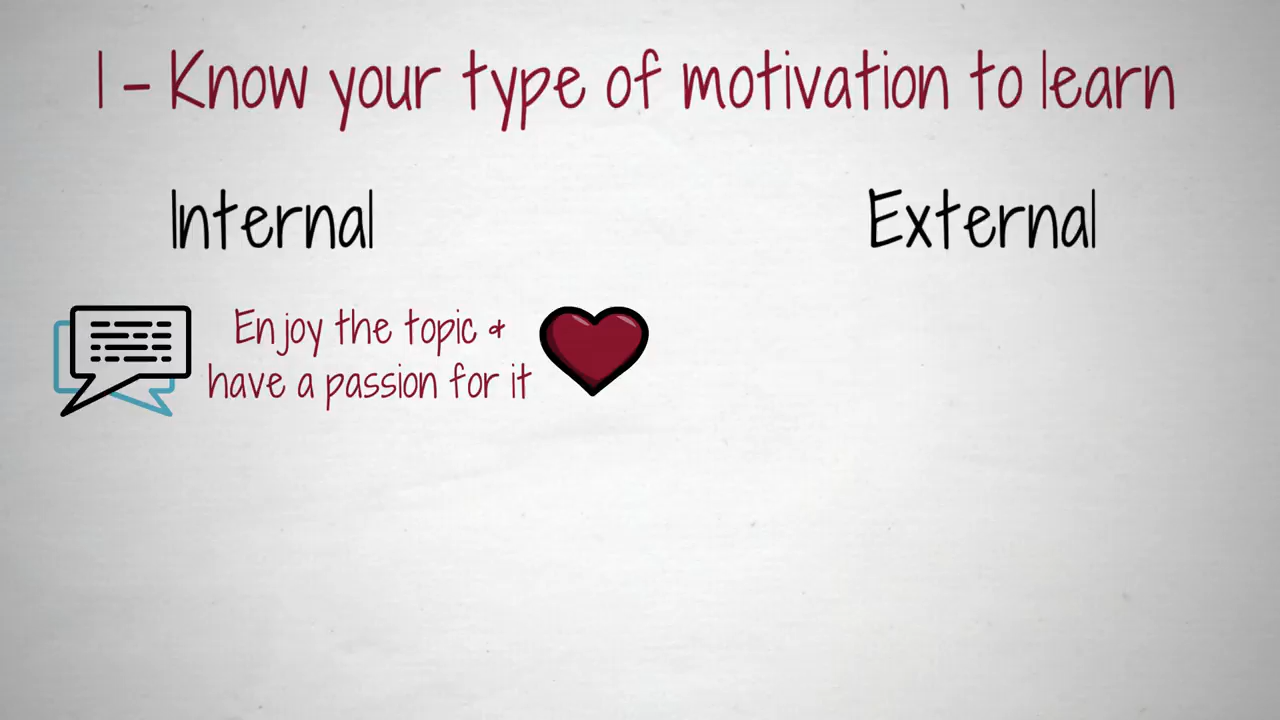 1 - Know your type of motivation to learn
Internal
External
Enjoy the topic &
have a passion for it